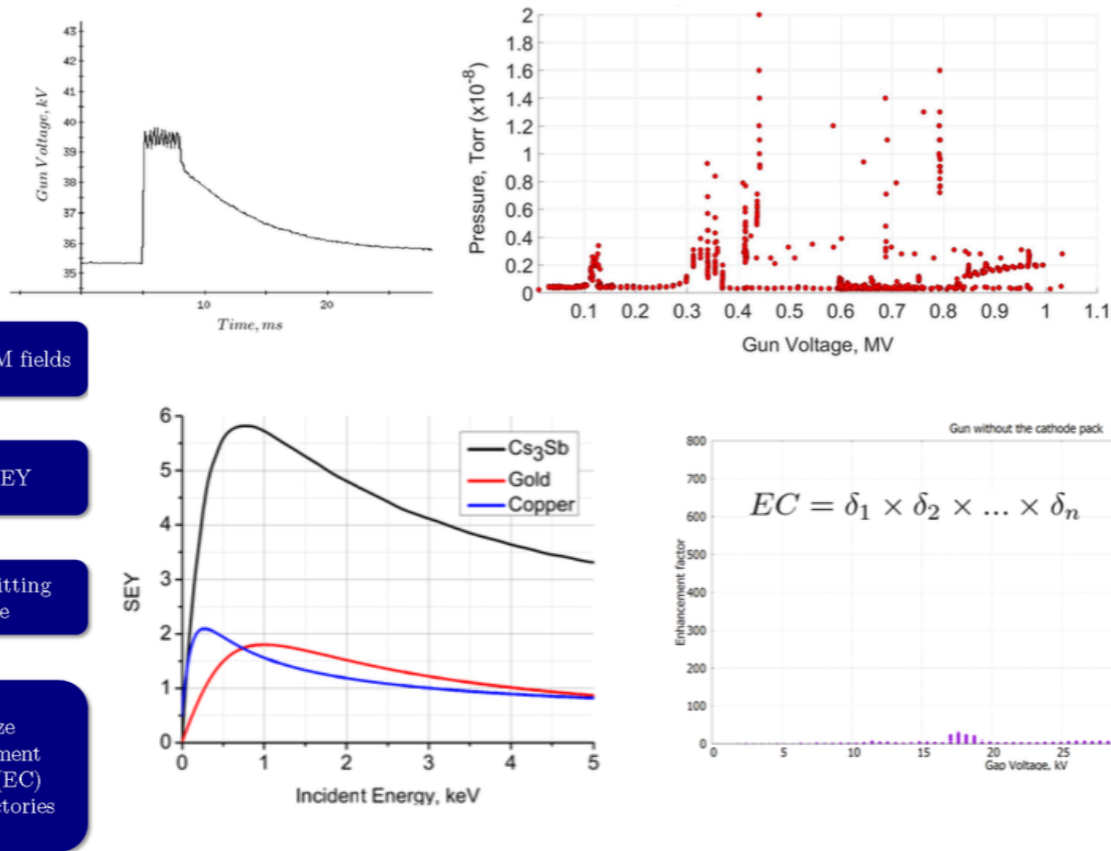 43
42
41
40
39
38
37
36
35
Gun Voltage, kV
10
20
Time, ms
2
1.8
1.6
1.4
1.2
1
0.8
0.6
0.4
0.2
0
Pressure, Torr (x10⁻⁸)
0.1 0.2 0.3 0.4 0.5 0.6 0.7 0.8 0.9 1 1.1
Gun Voltage, MV
M fields
EY
itting
e
ze
ment
(EC)
ctories
6
5
4
3
2
1
0
SEY
Cs₃Sb
Gold
Copper
0 1 2 3 4 5
Incident Energy, keV
Gun without the cathode pack
800
700
600
500
400
300
200
100
0
Enhancement factor
EC = δ₁ × δ₂ × ... × δₙ
0 5 10 15 20 25
Gap Voltage, kV